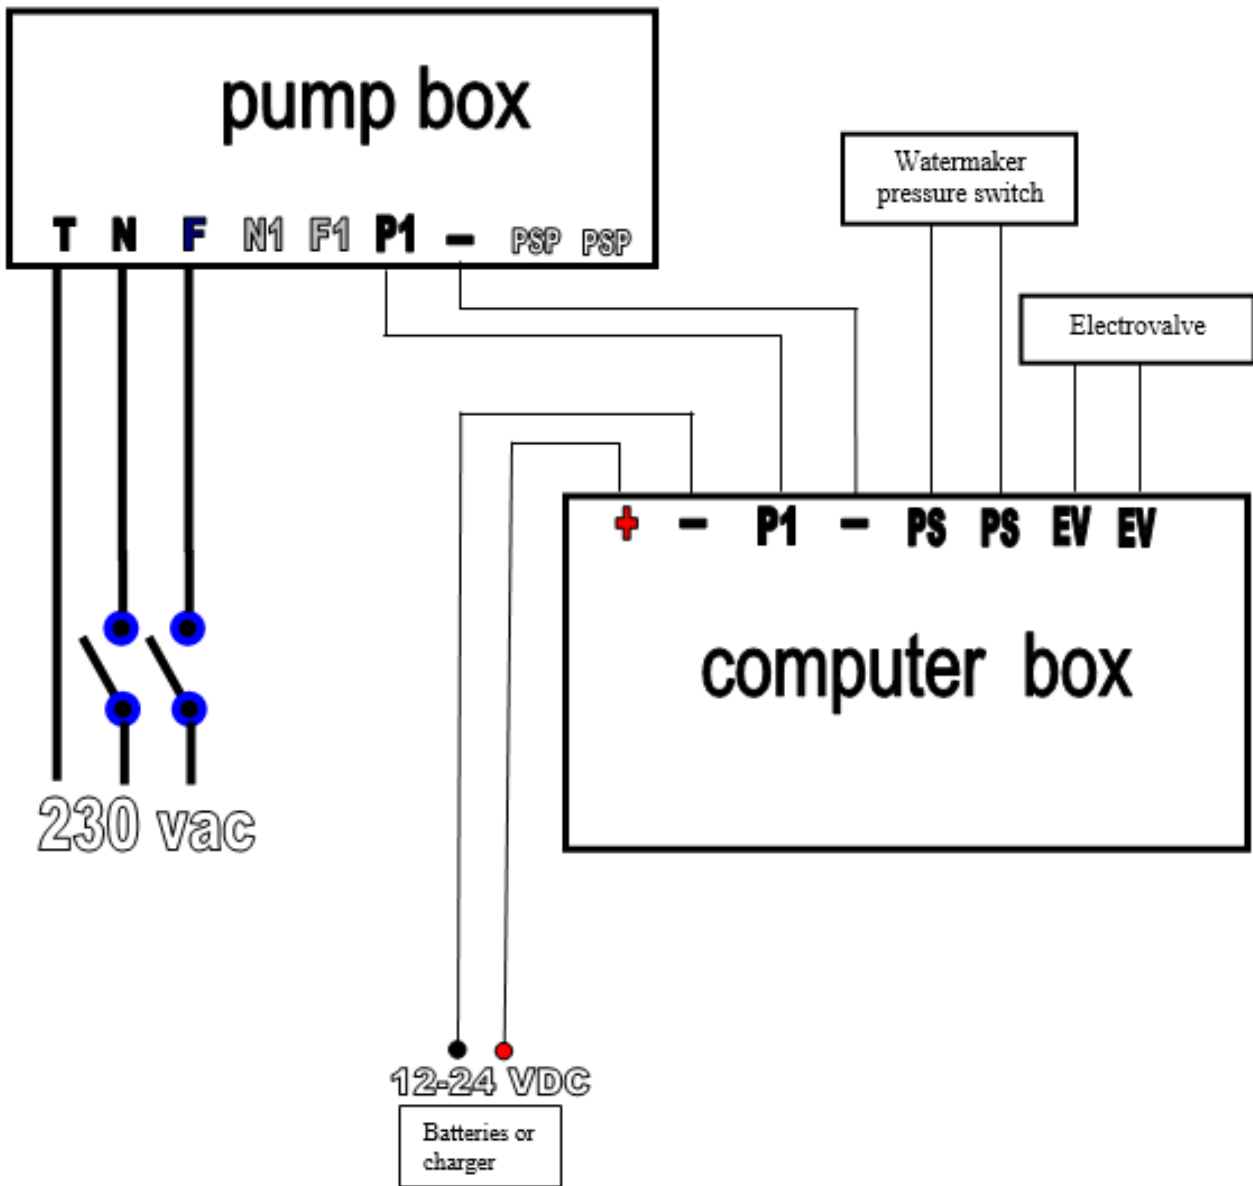 pump box
T N F N1 F1 P1 – PSP PSP
Watermaker
pressure switch
Electrovalve
+ – P1 – PS PS EV EV
computer box
230 vac
12-24 VDC
Batteries or
charger